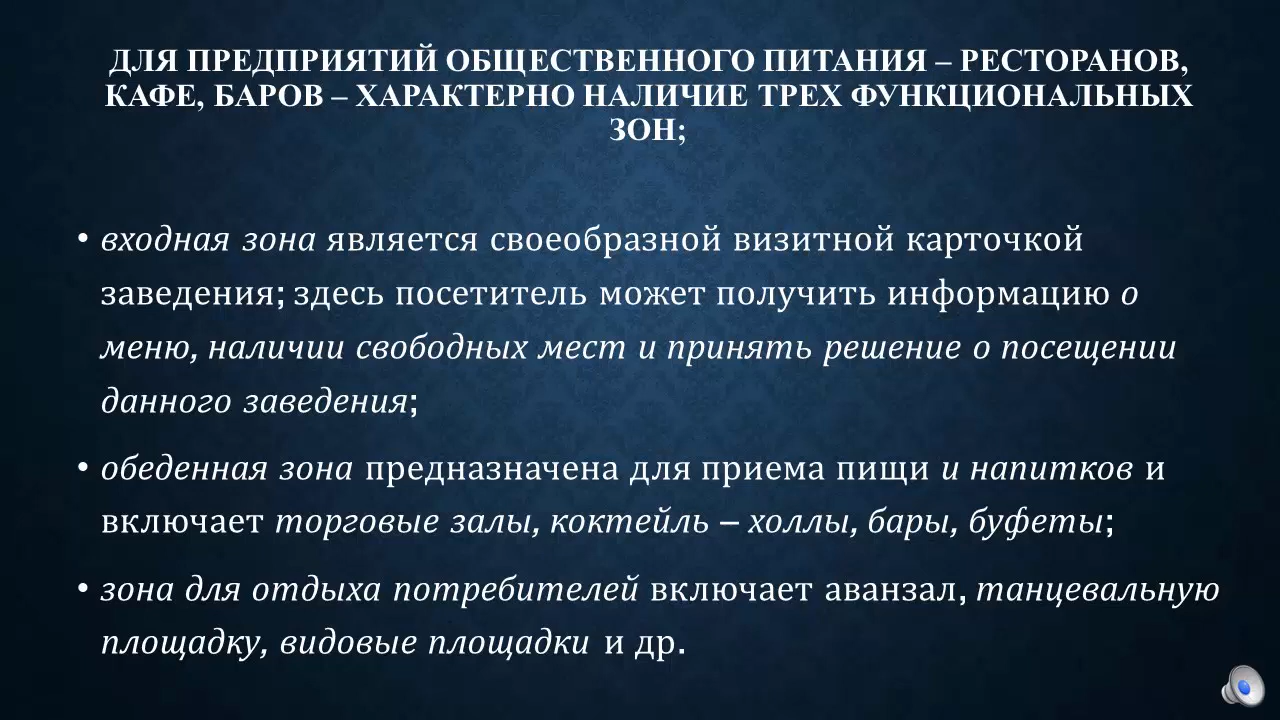 ДЛЯ ПРЕДПРИЯТИЙ ОБЩЕСТВЕННОГО ПИТАНИЯ – РЕСТОРАНОВ,
КАФЕ, БАРОВ – ХАРАКТЕРНО НАЛИЧИЕ ТРЕХ ФУНКЦИОНАЛЬНЫХ
ЗОН;
• входная зона является своеобразной визитной карточкой
заведения; здесь посетитель может получить информацию о
меню, наличии свободных мест и принять решение о посещении
данного заведения;
• обеденная зона предназначена для приема пищи и напитков и
включает торговые залы, коктейль – холлы, бары, буфеты;
• зона для отдыха потребителей включает аванзал, танцевальную
площадку, видовые площадки и др.